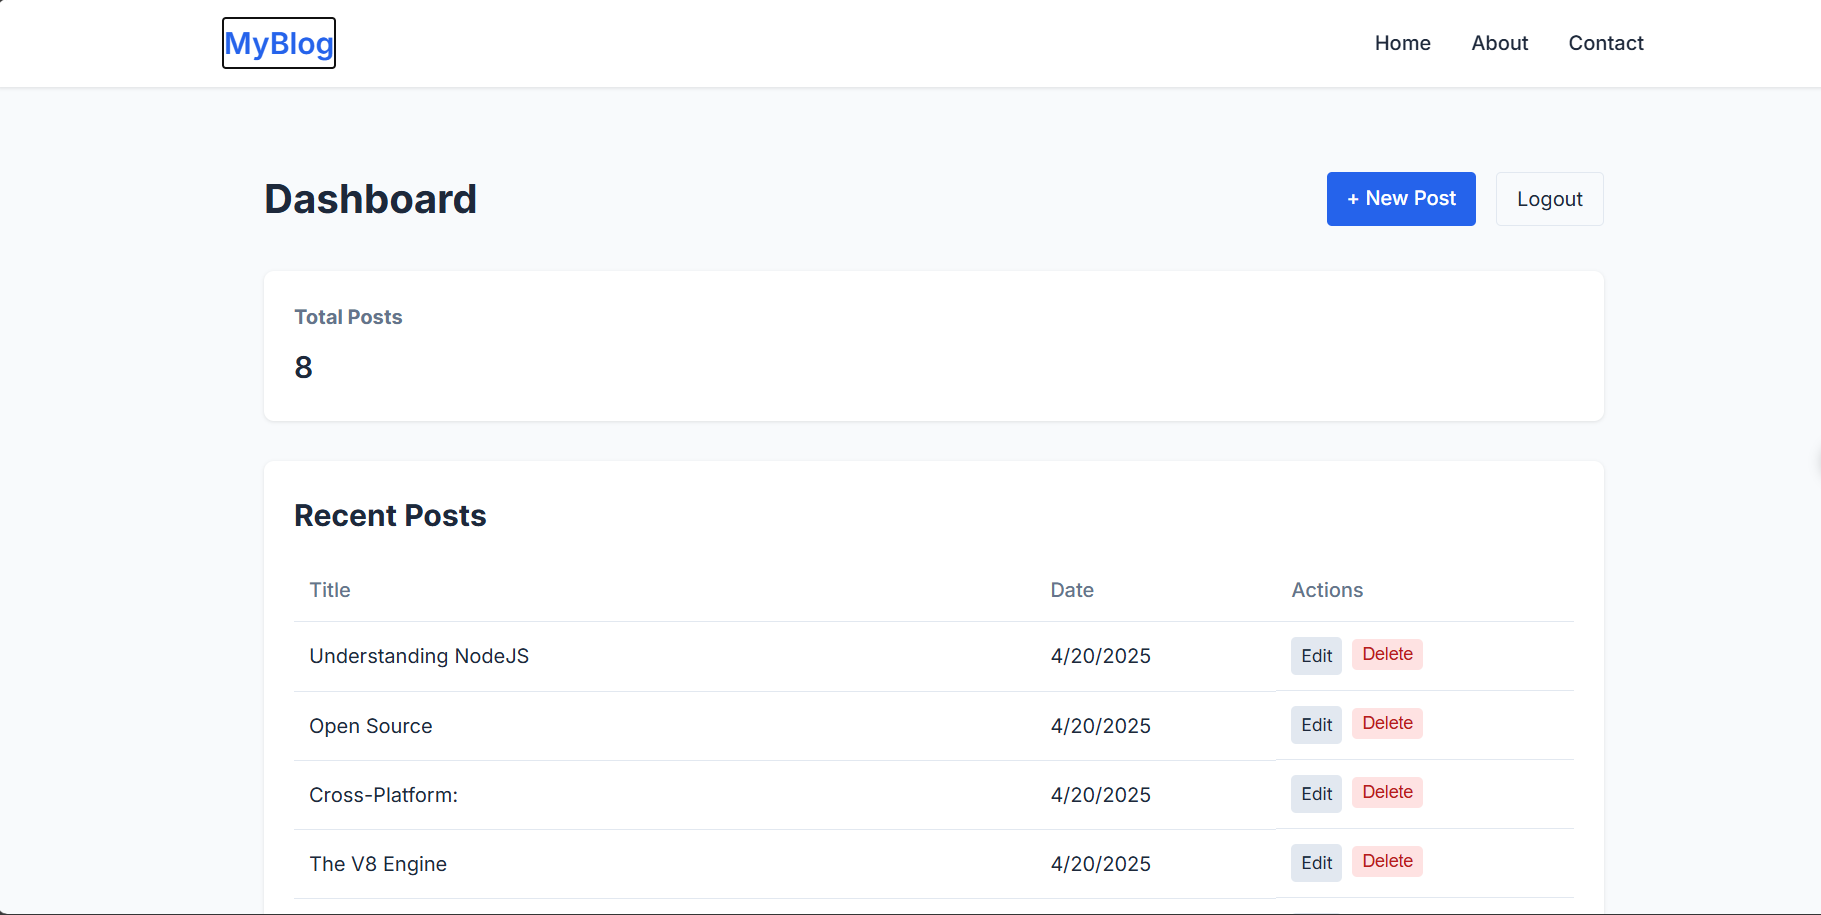 MyBlog Home About Contact
Dashboard + New Post Logout
Total Posts
8
Recent Posts
Title Date Actions
Understanding NodeJS 4/20/2025 Edit Delete
Open Source 4/20/2025 Edit Delete
Cross-Platform: 4/20/2025 Edit Delete
The V8 Engine 4/20/2025 Edit Delete